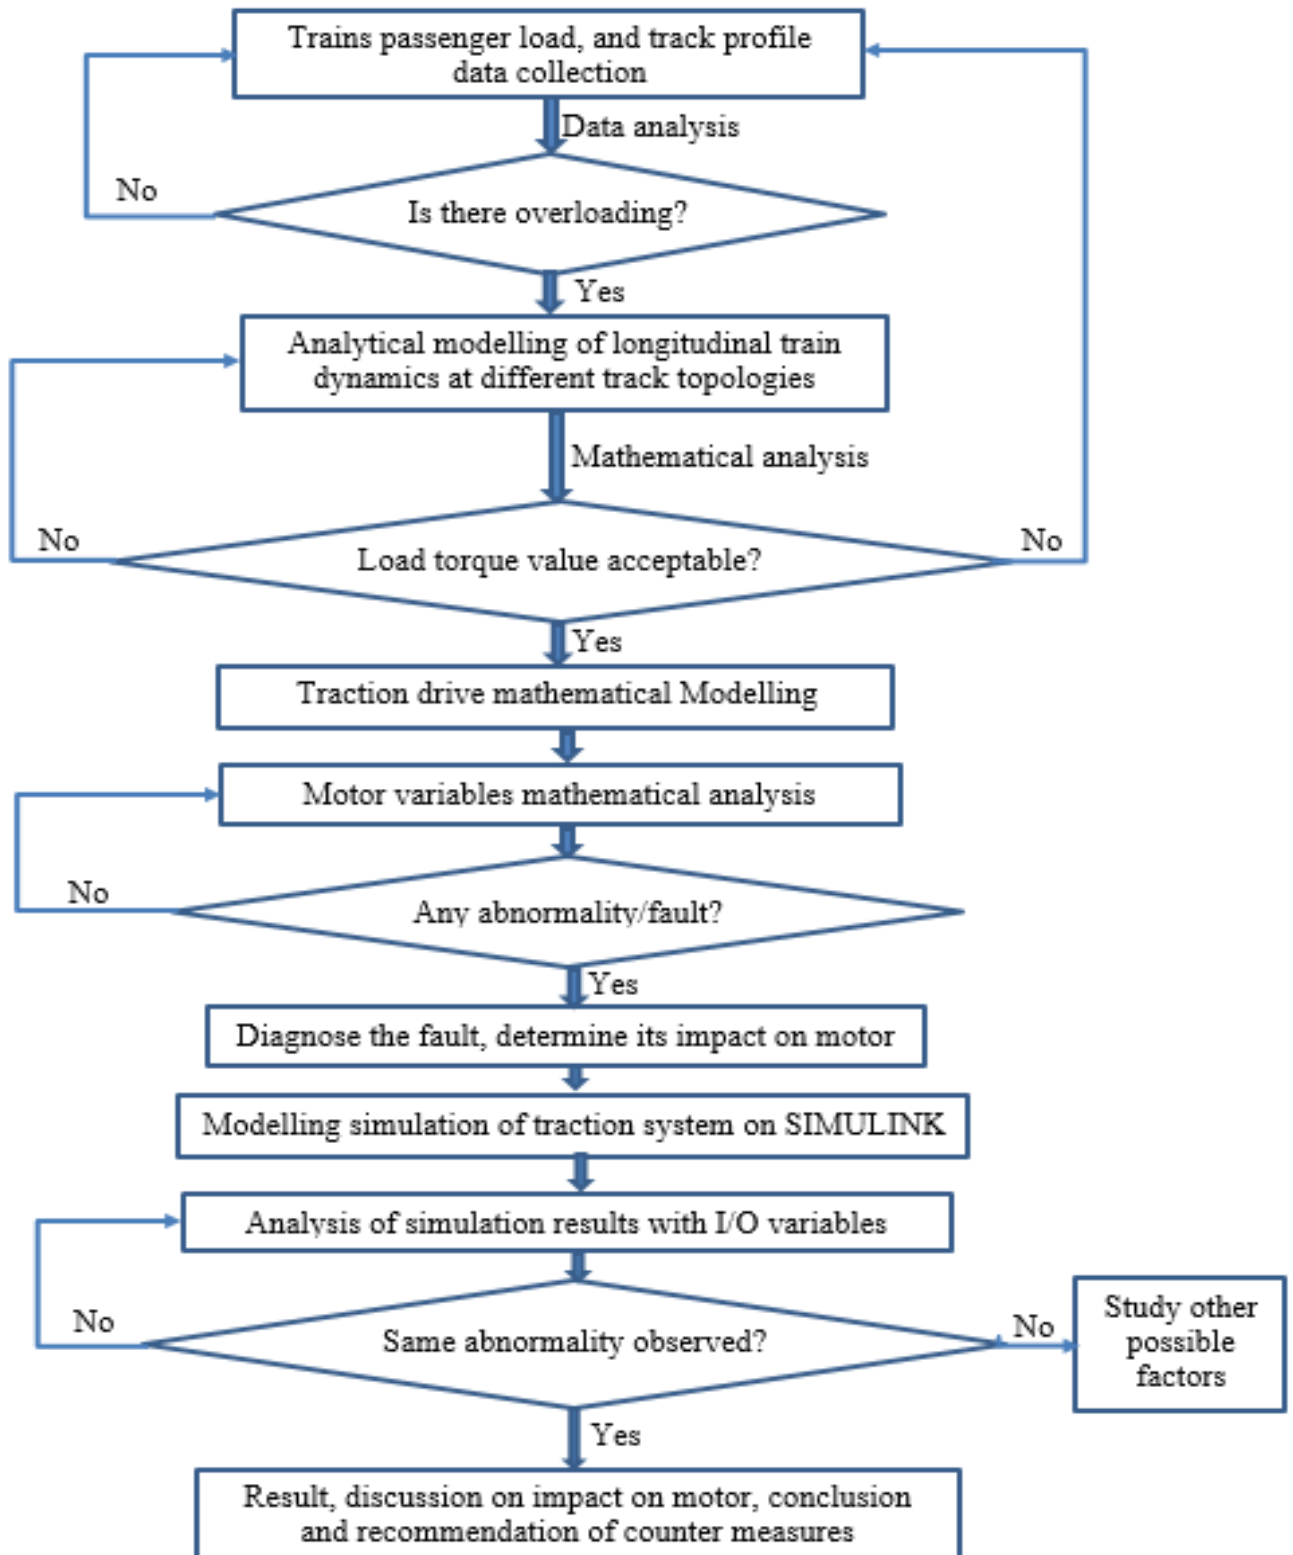 Trains passenger load, and track profile
data collection
Data analysis
No
Is there overloading?
Yes
Analytical modelling of longitudinal train
dynamics at different track topologies
Mathematical analysis
No
Load torque value acceptable?
No
Yes
Traction drive mathematical Modelling
Motor variables mathematical analysis
No
Any abnormality/fault?
Yes
Diagnose the fault, determine its impact on motor
Modelling simulation of traction system on SIMULINK
Analysis of simulation results with I/O variables
No
Same abnormality observed?
No
Study other
possible
factors
Yes
Result, discussion on impact on motor, conclusion
and recommendation of counter measures